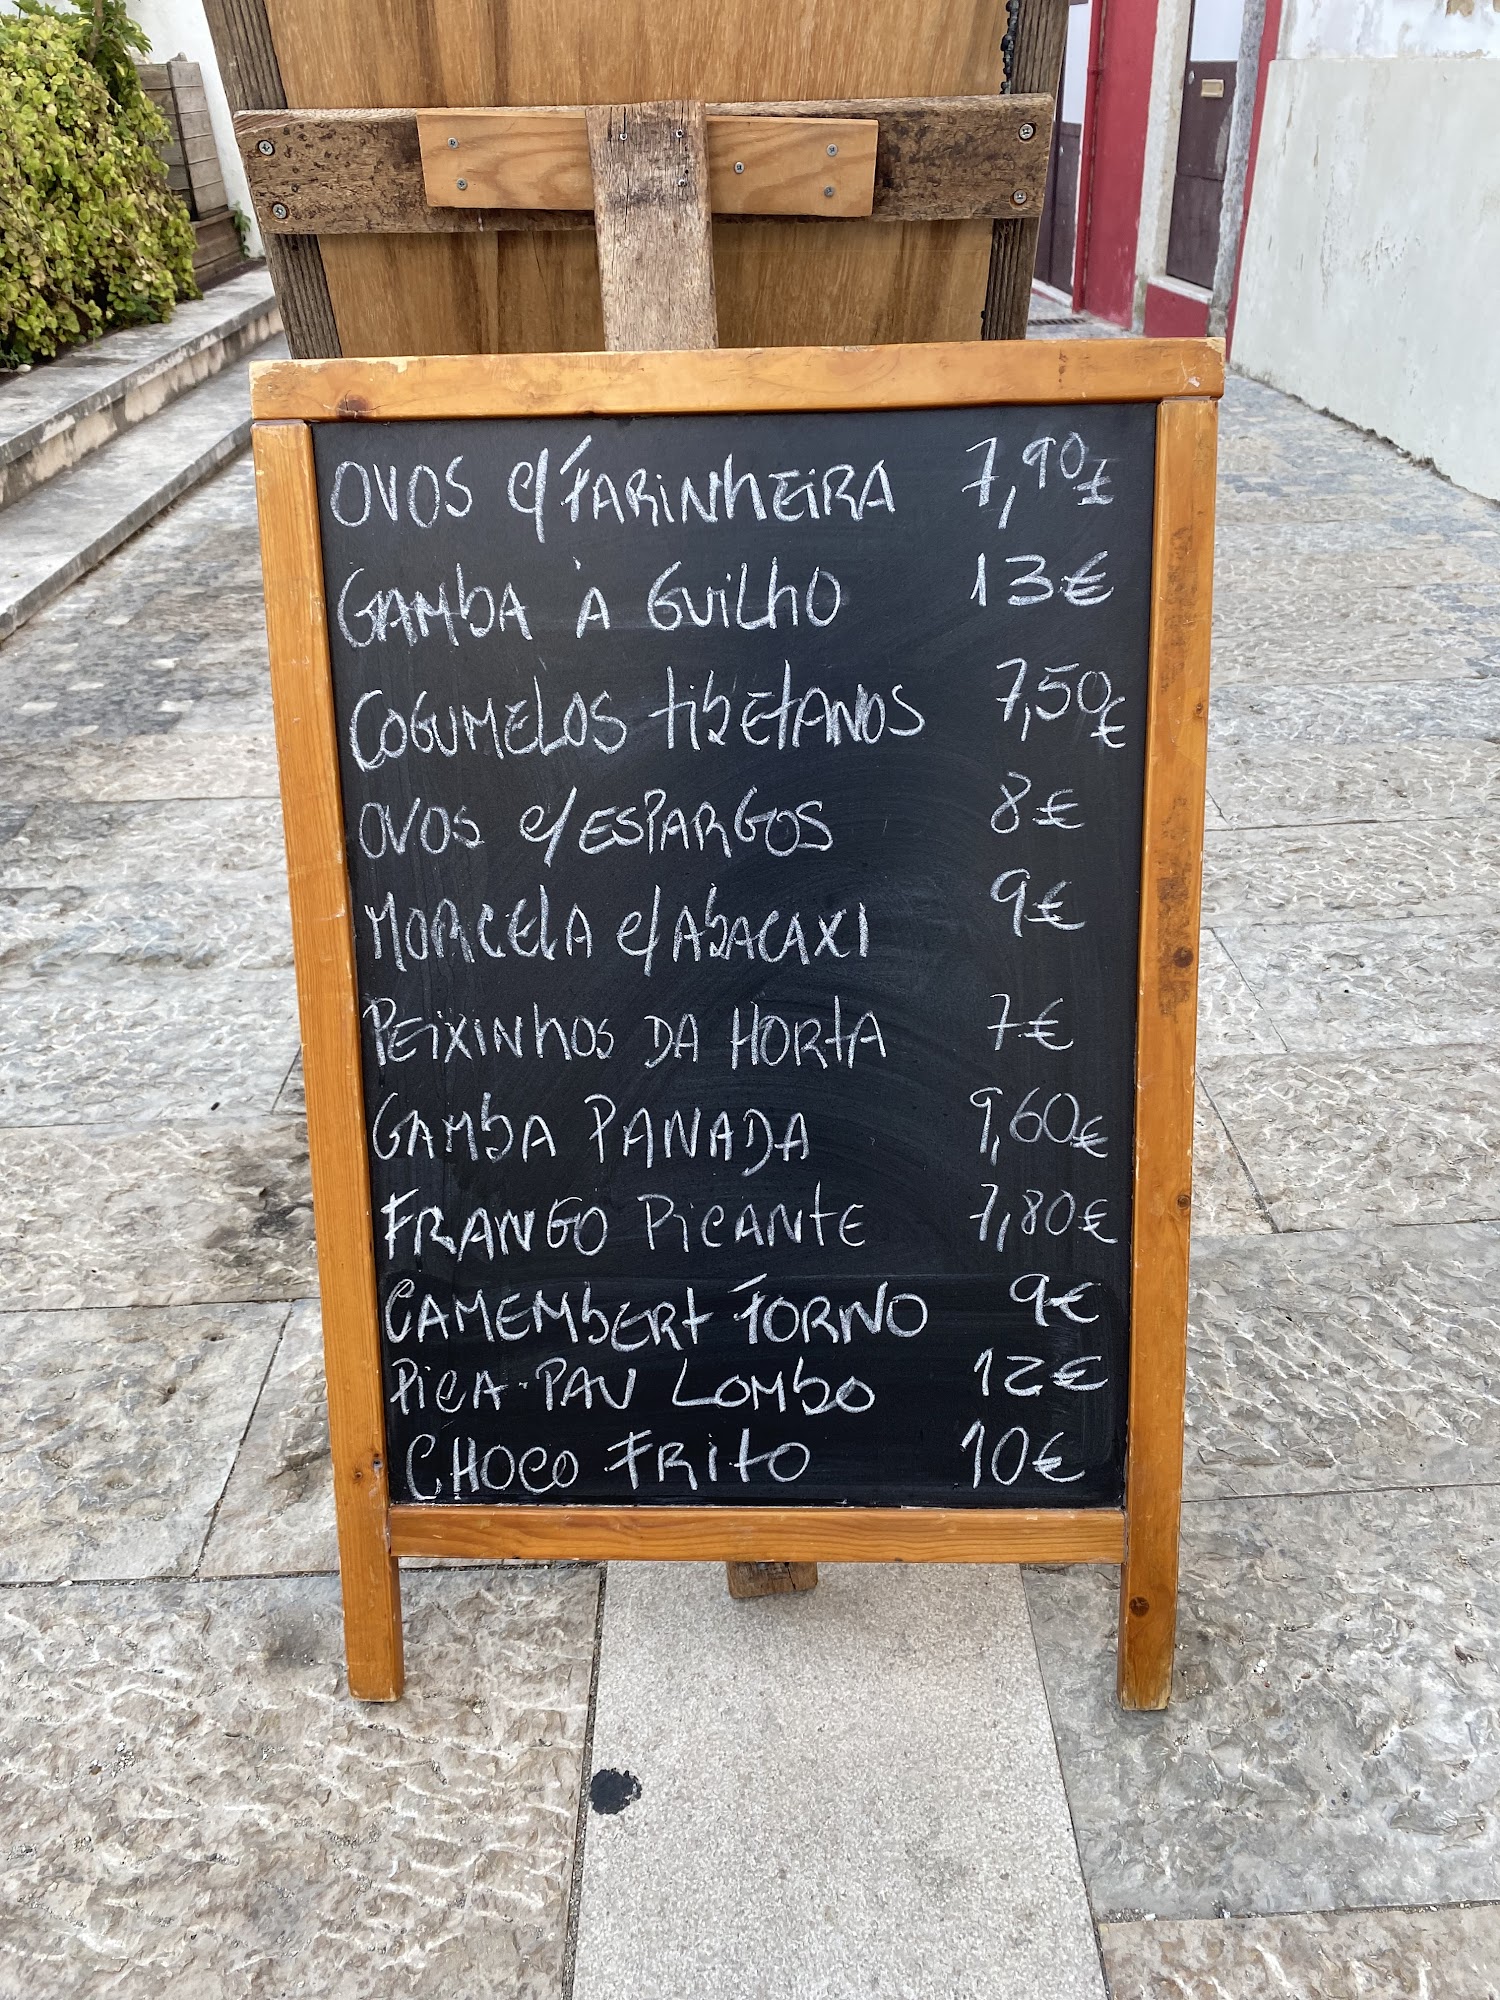 OVOS C/FARINHEIRA 7,90€
GAMBA À GUILHO 13€
COGUMELOS TIBETANOS 7,50€
OVOS C/ESPARGOS 8€
MORCELA C/ABACAXI 9€
PEIXINHOS DA HORTA 7€
GAMBA PANADA 9,60€
FRANGO PICANTE 7,80€
CAMEMBERT FORNO 9€
PICA-PAU LOMBO 12€
CHOCO FRITO 10€